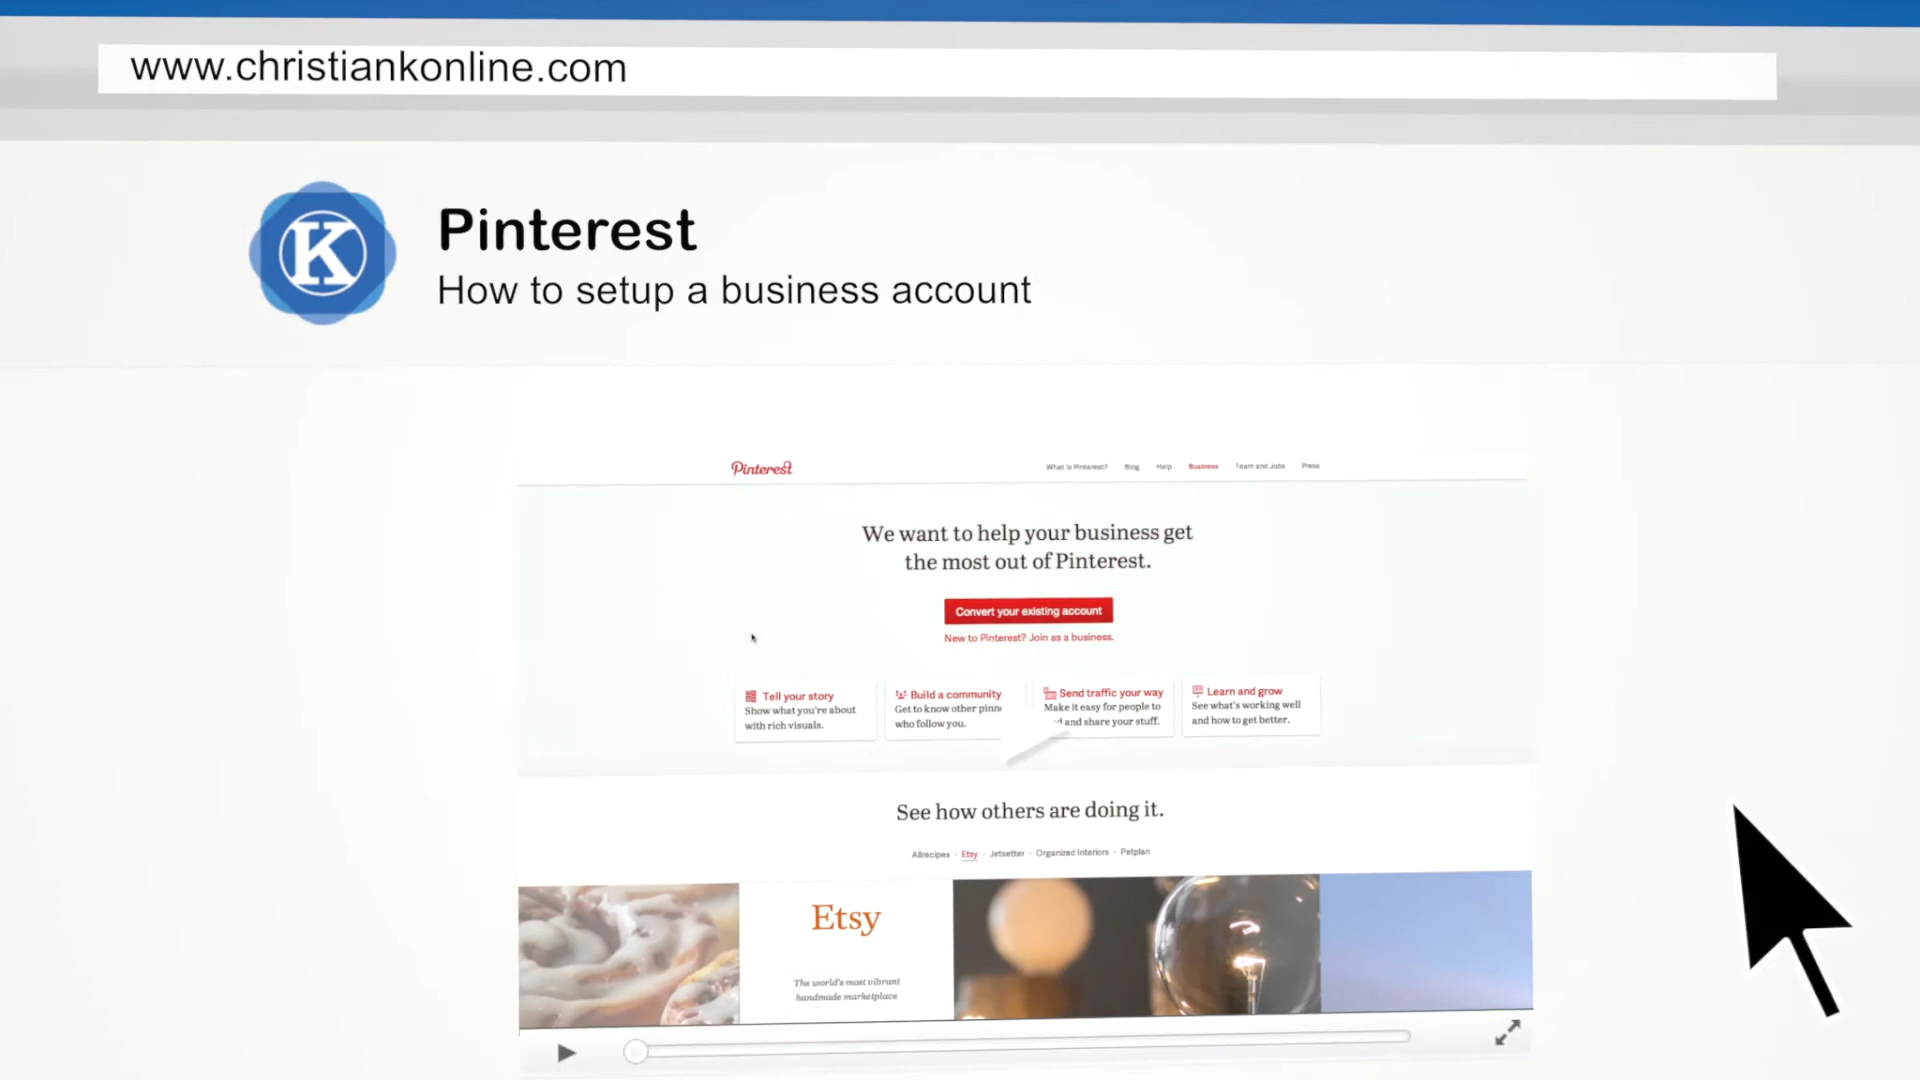 www.christiankonline.com
K
Pinterest
How to setup a business account
Pinterest
What is Pinterest? Blog Help Business Team and Jobs Press
We want to help your business get
the most out of Pinterest.
Convert your existing account
New to Pinterest? Join as a business.
Tell your story
Show what you're about
with rich visuals.
Build a community
Get to know other pinn
who follow you.
Send traffic your way
Make it easy for people to
and share your stuff.
Learn and grow
See what's working well
and how to get better.
See how others are doing it.
Allrecipes · Etsy · Jetsetter · Organized Interiors · Petplan
Etsy
The world's most vibrant
handmade marketplace